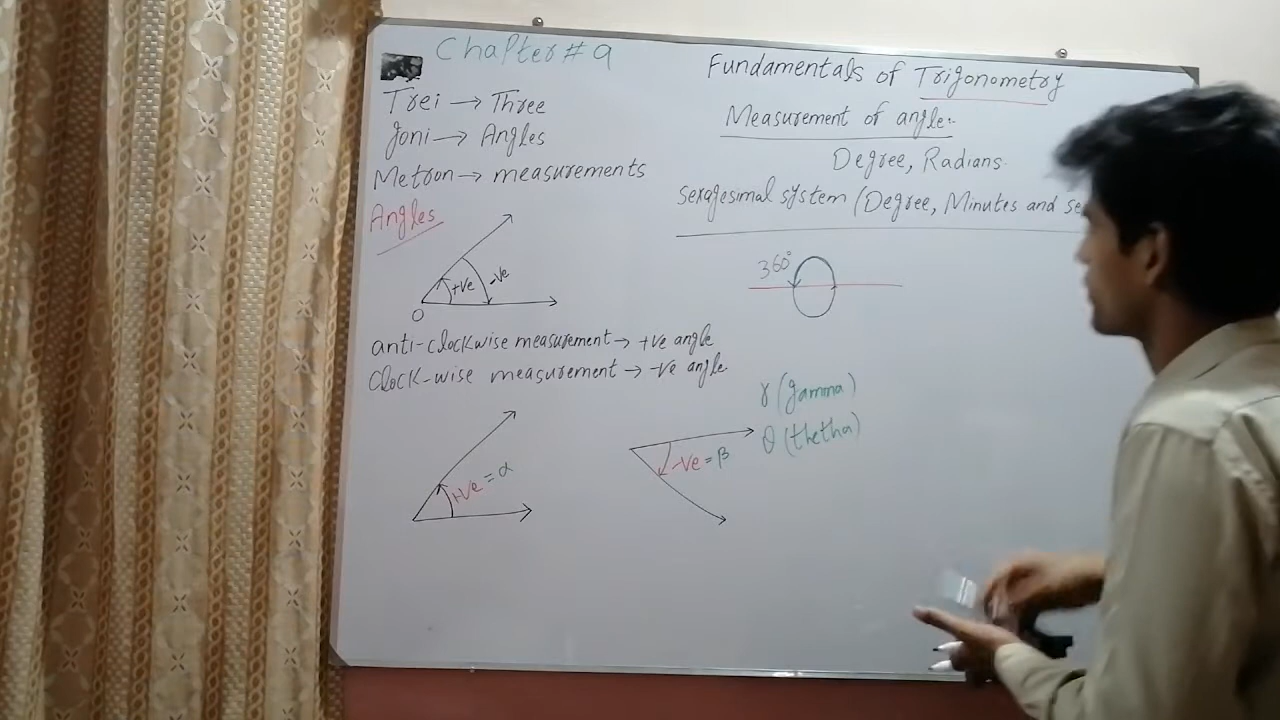 Chapter # 9
Trei → Three
Goni → Angles
Metron → measurements
Angles
+ve
-ve
O
anti-clockwise measurement → +ve angle
Clock-wise measurement → -ve angle
+ve = α
-ve = β
Fundamentals of Trigonometry
Measurement of angle:-
Degree, Radians.
sexagesimal system (Degree, Minutes and
360°
γ (gamma)
θ (thetha)